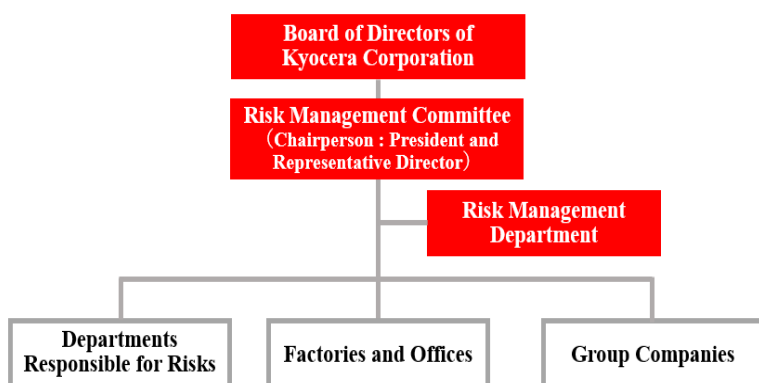 Board of Directors of
Kyocera Corporation
Risk Management Committee
（Chairperson : President and
Representative Director）
Risk Management
Department
Departments
Responsible for Risks
Factories and Offices
Group Companies